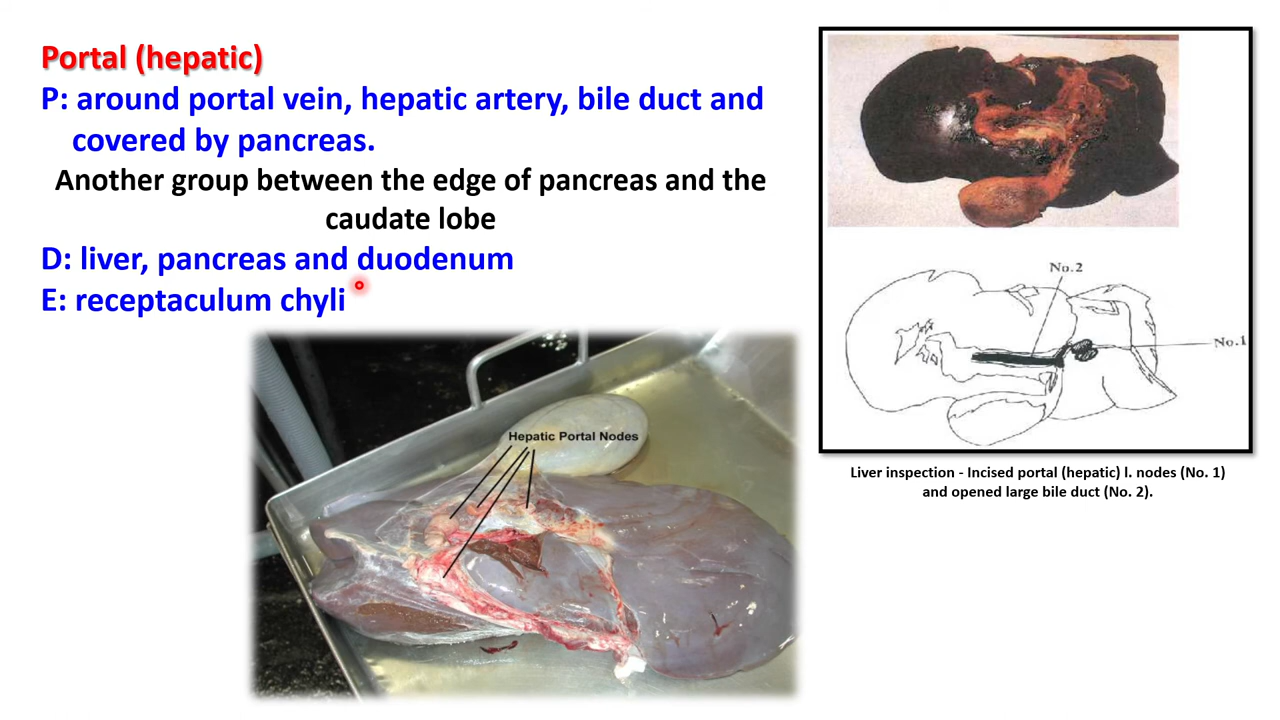 Portal (hepatic)
P: around portal vein, hepatic artery, bile duct and
covered by pancreas.
Another group between the edge of pancreas and the
caudate lobe
D: liver, pancreas and duodenum
E: receptaculum chyli
No.2
No.1
Hepatic Portal Nodes
Liver inspection - Incised portal (hepatic) l. nodes (No. 1)
and opened large bile duct (No. 2).